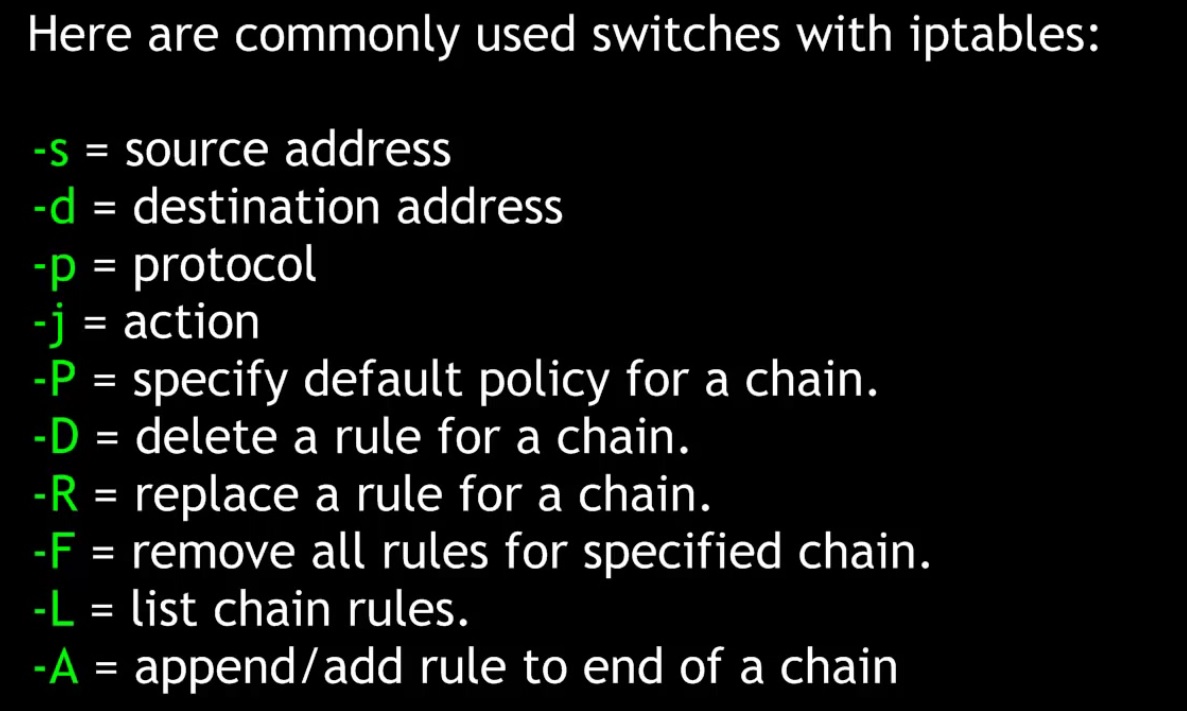 Here are commonly used switches with iptables:
-s = source address
-d = destination address
-p = protocol
-j = action
-P = specify default policy for a chain.
-D = delete a rule for a chain.
-R = replace a rule for a chain.
-F = remove all rules for specified chain.
-L = list chain rules.
-A = append/add rule to end of a chain